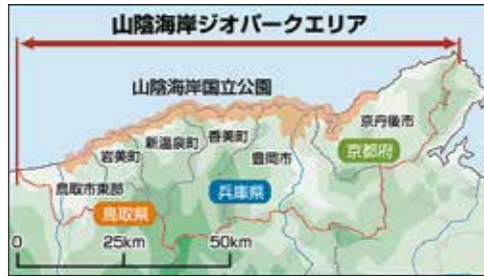 山陰海岸ジオパークエリア
山陰海岸国立公園
京丹後市
香美町
新温泉町
岩美町
豊岡市
京都府
鳥取市東部
兵庫県
鳥取県
0 25km 50km